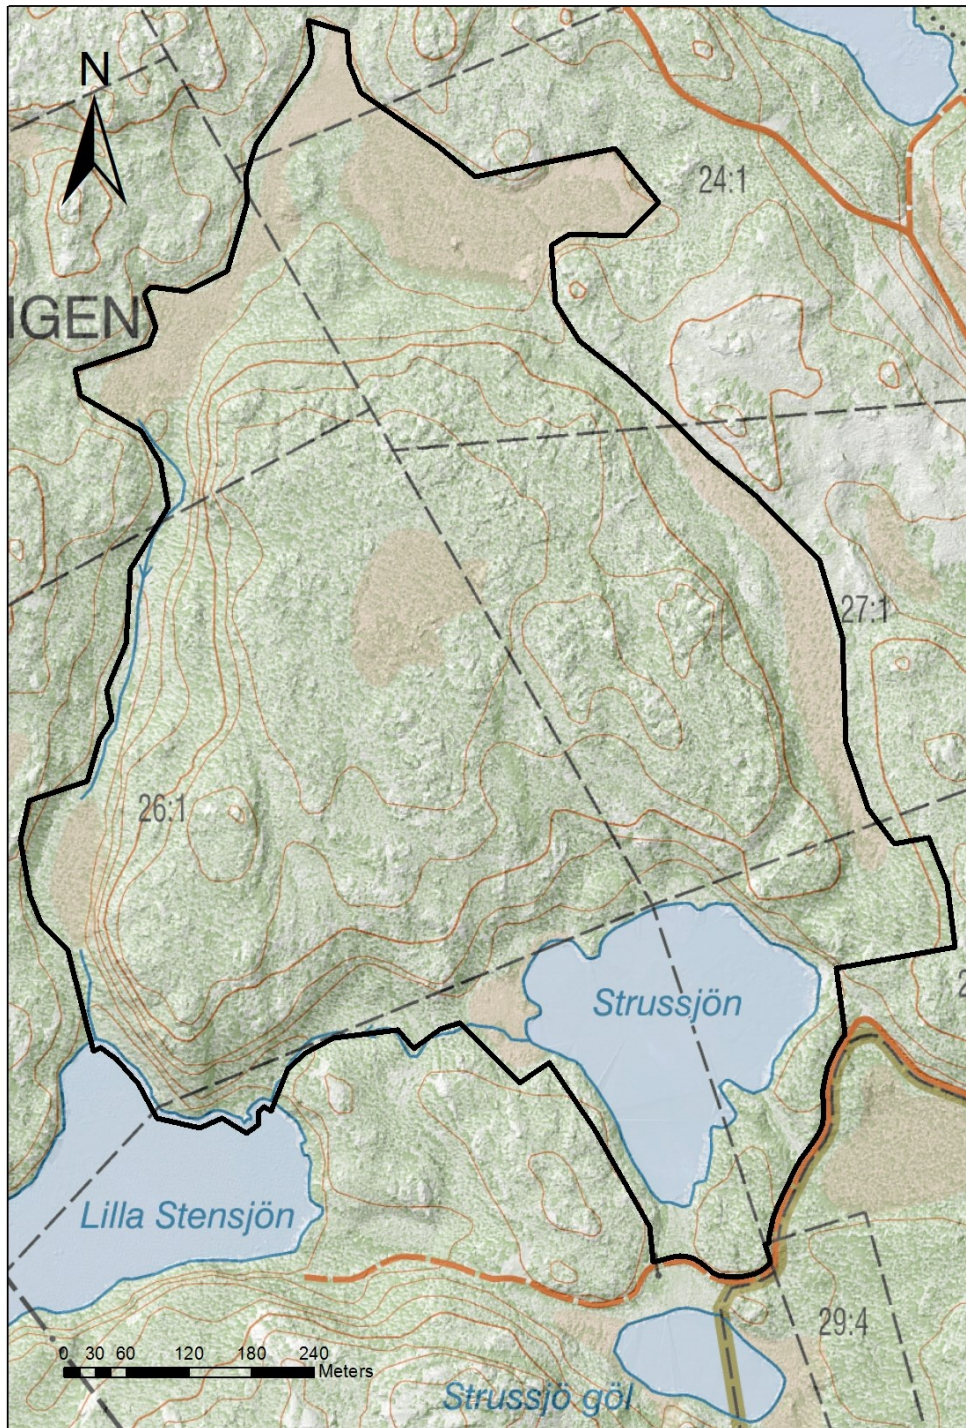 N
24:1
IGEN
27:1
26:1
Strussjön
2
Lilla Stensjön
29:4
0 30 60 120 180 240
Meters
Strussjö göl